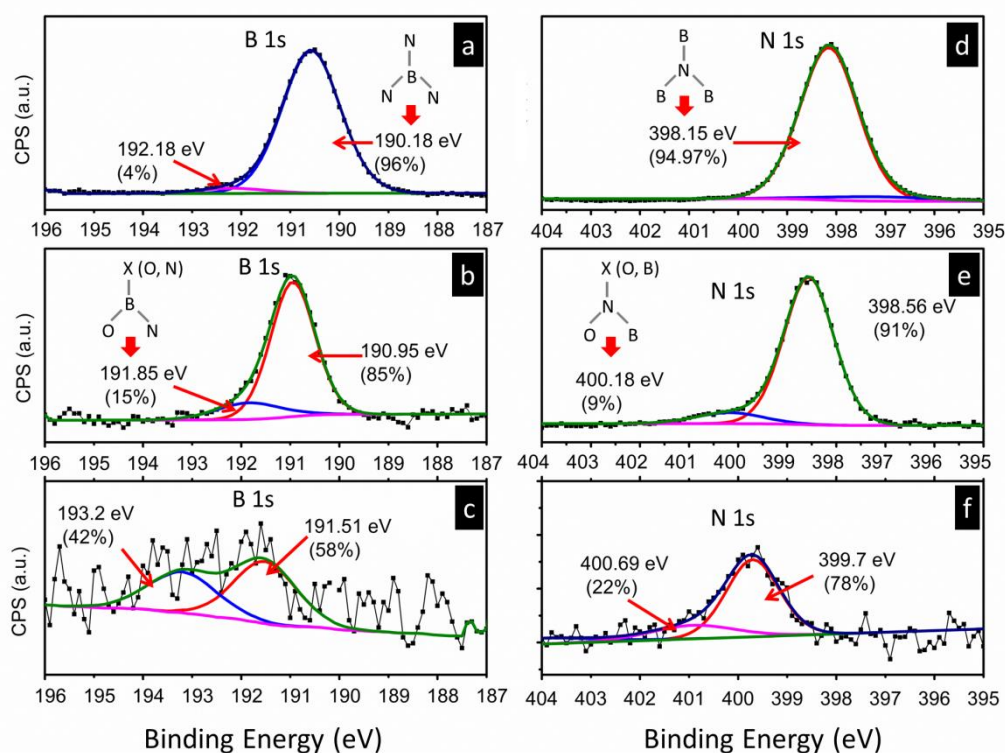 B 1s
a
N
B
N N
192.18 eV
(4%)
190.18 eV
(96%)
CPS (a.u.)
196 195 194 193 192 191 190 189 188 187
N 1s
d
B
N
B B
398.15 eV
(94.97%)
404 403 402 401 400 399 398 397 396 395
B 1s
b
X (O, N)
B
O N
191.85 eV
(15%)
190.95 eV
(85%)
CPS (a.u.)
196 195 194 193 192 191 190 189 188 187
N 1s
e
X (O, B)
N
O B
398.56 eV
(91%)
400.18 eV
(9%)
404 403 402 401 400 399 398 397 396 395
B 1s
c
193.2 eV
(42%)
191.51 eV
(58%)
CPS (a.u.)
196 195 194 193 192 191 190 189 188 187
Binding Energy (eV)
N 1s
f
400.69 eV
(22%)
399.7 eV
(78%)
404 403 402 401 400 399 398 397 396 395
Binding Energy (eV)